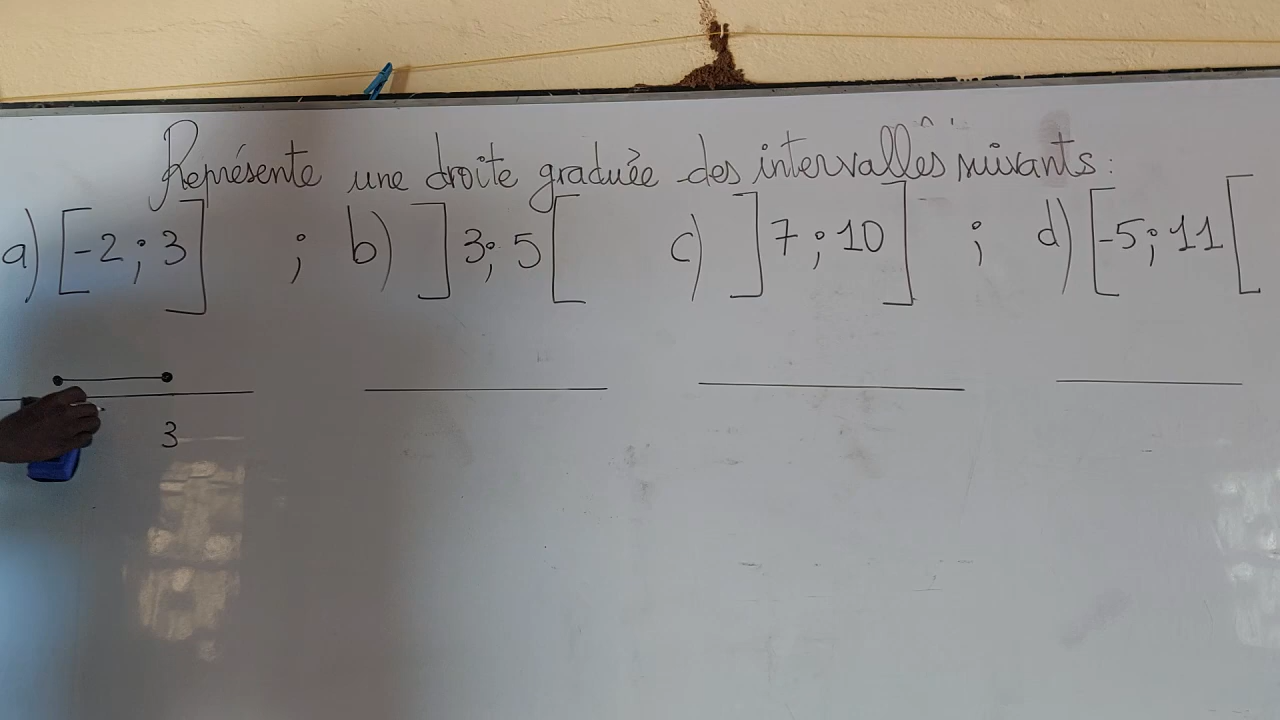 Représente une droite graduée des intervalles suivants :
a) [-2 ; 3] ; b) ]3 ; 5[ c) ]7 ; 10] ; d) [-5 ; 11[
3